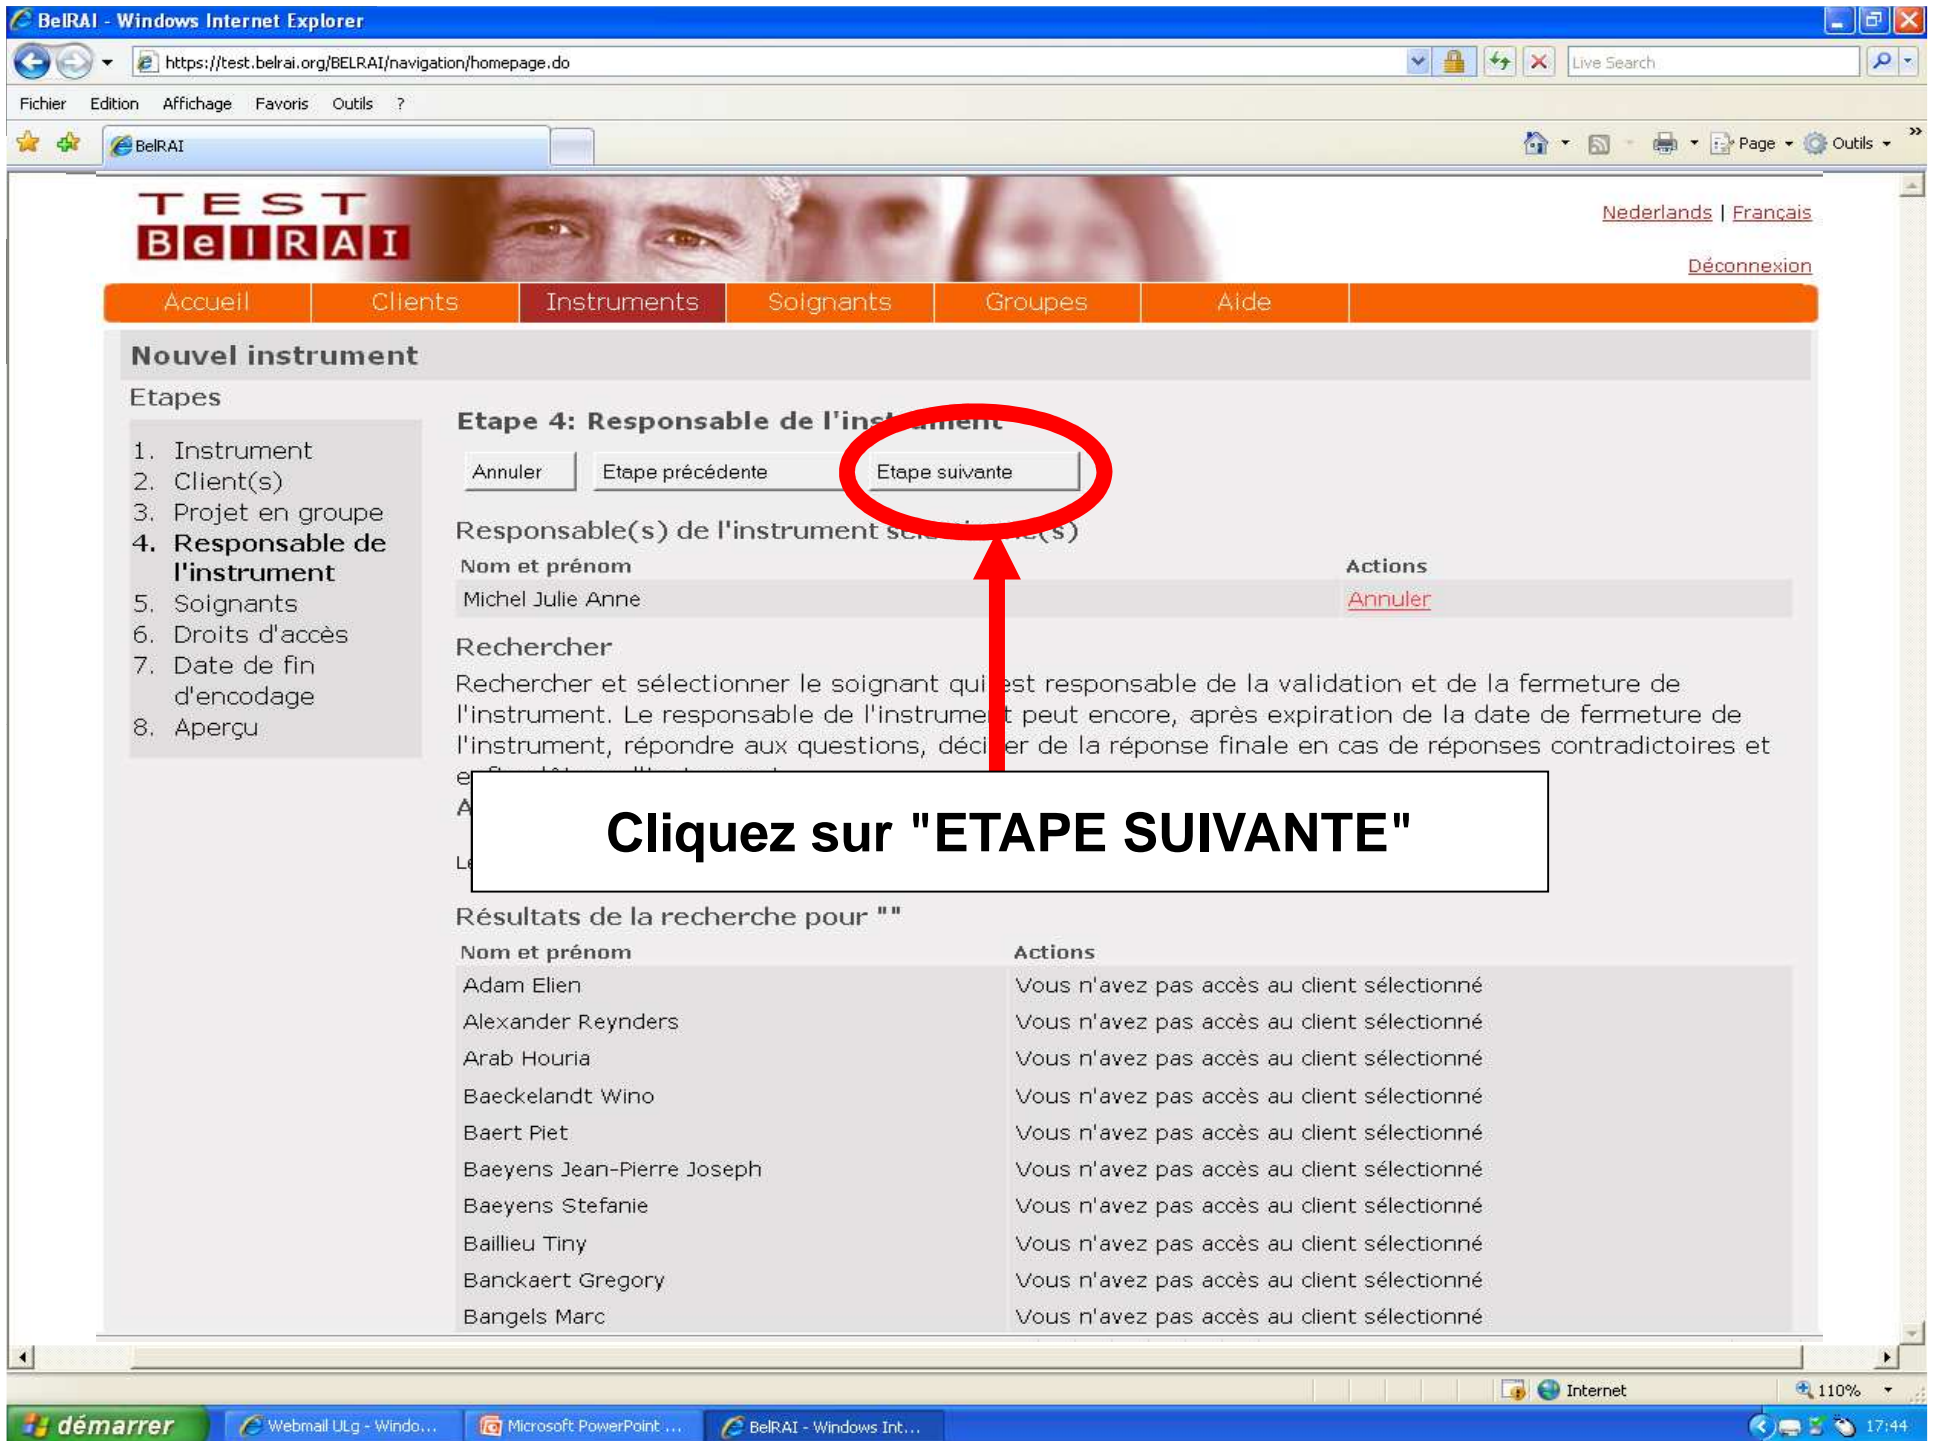 BelRAI - Windows Internet Explorer
https://test.belrai.org/BELRAI/navigation/homepage.do
Live Search
Fichier Edition Affichage Favoris Outils ?
BelRAI
Page Outils
TEST
BelRAI
Nederlands | Français
Déconnexion
Accueil Clients Instruments Soignants Groupes Aide
Nouvel instrument
Etapes
1. Instrument
2. Client(s)
3. Projet en groupe
4. Responsable de
l'instrument
5. Soignants
6. Droits d'accès
7. Date de fin
d'encodage
8. Aperçu
Etape 4: Responsable de l'instrument
Annuler Etape précédente Etape suivante
Responsable(s) de l'instrument sélectionné(s)
Nom et prénom Actions
Michel Julie Anne Annuler
Rechercher
Rechercher et sélectionner le soignant qui est responsable de la validation et de la fermeture de
l'instrument. Le responsable de l'instrument peut encore, après expiration de la date de fermeture de
l'instrument, répondre aux questions, décider de la réponse finale en cas de réponses contradictoires et
Cliquez sur "ETAPE SUIVANTE"
Résultats de la recherche pour ""
Nom et prénom Actions
Adam Elien Vous n'avez pas accès au client sélectionné
Alexander Reynders Vous n'avez pas accès au client sélectionné
Arab Houria Vous n'avez pas accès au client sélectionné
Baeckelandt Wino Vous n'avez pas accès au client sélectionné
Baert Piet Vous n'avez pas accès au client sélectionné
Baeyens Jean-Pierre Joseph Vous n'avez pas accès au client sélectionné
Baeyens Stefanie Vous n'avez pas accès au client sélectionné
Baillieu Tiny Vous n'avez pas accès au client sélectionné
Banckaert Gregory Vous n'avez pas accès au client sélectionné
Bangels Marc Vous n'avez pas accès au client sélectionné
Internet 110%
démarrer Webmail ULg - Windo... Microsoft PowerPoint ... BelRAI - Windows Int... 17:44